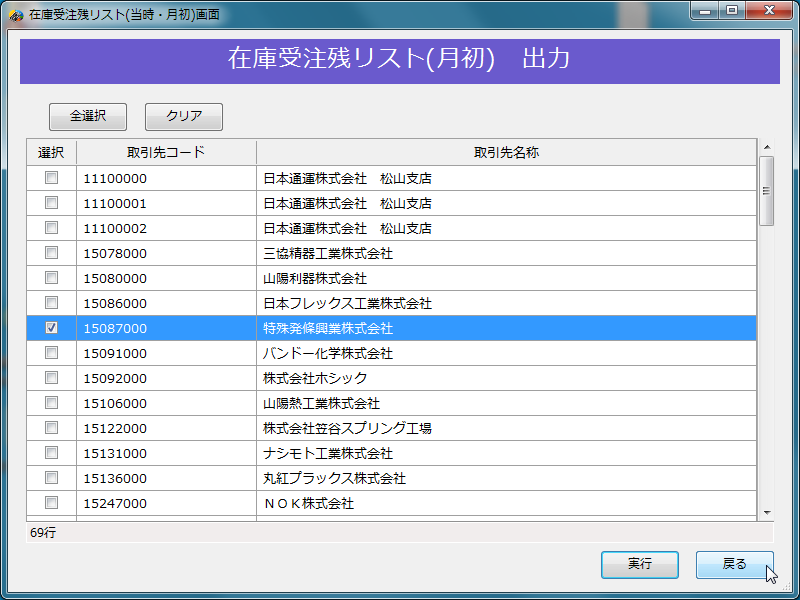 在庫受注残リスト(当時・月初)画面
在庫受注残リスト(月初)　出力
全選択　クリア
選択　取引先コード　取引先名称
11100000　日本通運株式会社　松山支店
11100001　日本通運株式会社　松山支店
11100002　日本通運株式会社　松山支店
15078000　三協精器工業株式会社
15080000　山陽利器株式会社
15086000　日本フレックス工業株式会社
15087000　特殊発條興業株式会社
15091000　バンドー化学株式会社
15092000　株式会社ホシック
15106000　山陽熱工業株式会社
15122000　株式会社笠谷スプリング工場
15131000　ナシモト工業株式会社
15136000　丸紅プラックス株式会社
15247000　ＮＯＫ株式会社
69行
実行　戻る